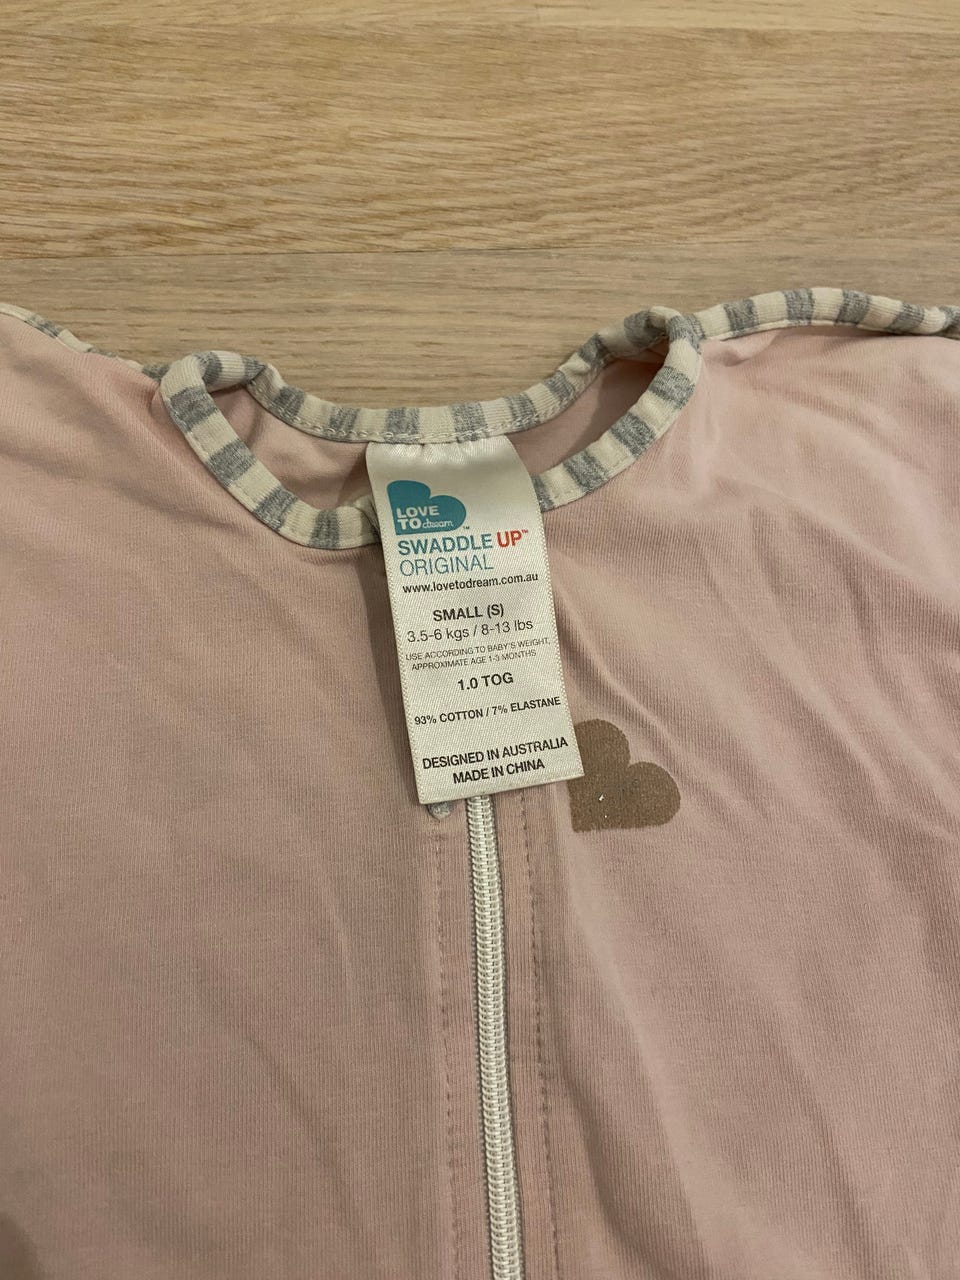 LOVE
TO dream™
SWADDLE UP™
ORIGINAL
www.lovetodream.com.au
SMALL (S)
3.5-6 kgs / 8-13 lbs
USE ACCORDING TO BABY'S WEIGHT,
APPROXIMATE AGE 1-3 MONTHS
1.0 TOG
93% COTTON / 7% ELASTANE
DESIGNED IN AUSTRALIA
MADE IN CHINA